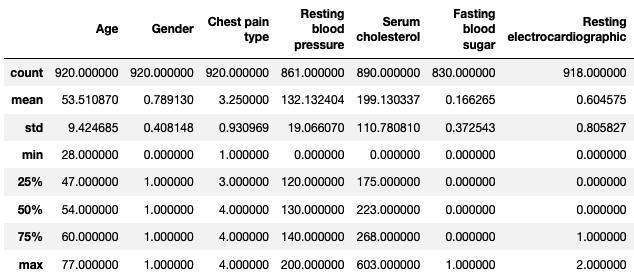 Age Gender Chest pain type Resting blood pressure Serum cholesterol Fasting blood sugar Resting electrocardiographic
count 920.000000 920.000000 920.000000 861.000000 890.000000 830.000000 918.000000
mean 53.510870 0.789130 3.250000 132.132404 199.130337 0.166265 0.604575
std 9.424685 0.408148 0.930969 19.066070 110.780810 0.372543 0.805827
min 28.000000 0.000000 1.000000 0.000000 0.000000 0.000000 0.000000
25% 47.000000 1.000000 3.000000 120.000000 175.000000 0.000000 0.000000
50% 54.000000 1.000000 4.000000 130.000000 223.000000 0.000000 0.000000
75% 60.000000 1.000000 4.000000 140.000000 268.000000 0.000000 1.000000
max 77.000000 1.000000 4.000000 200.000000 603.000000 1.000000 2.000000